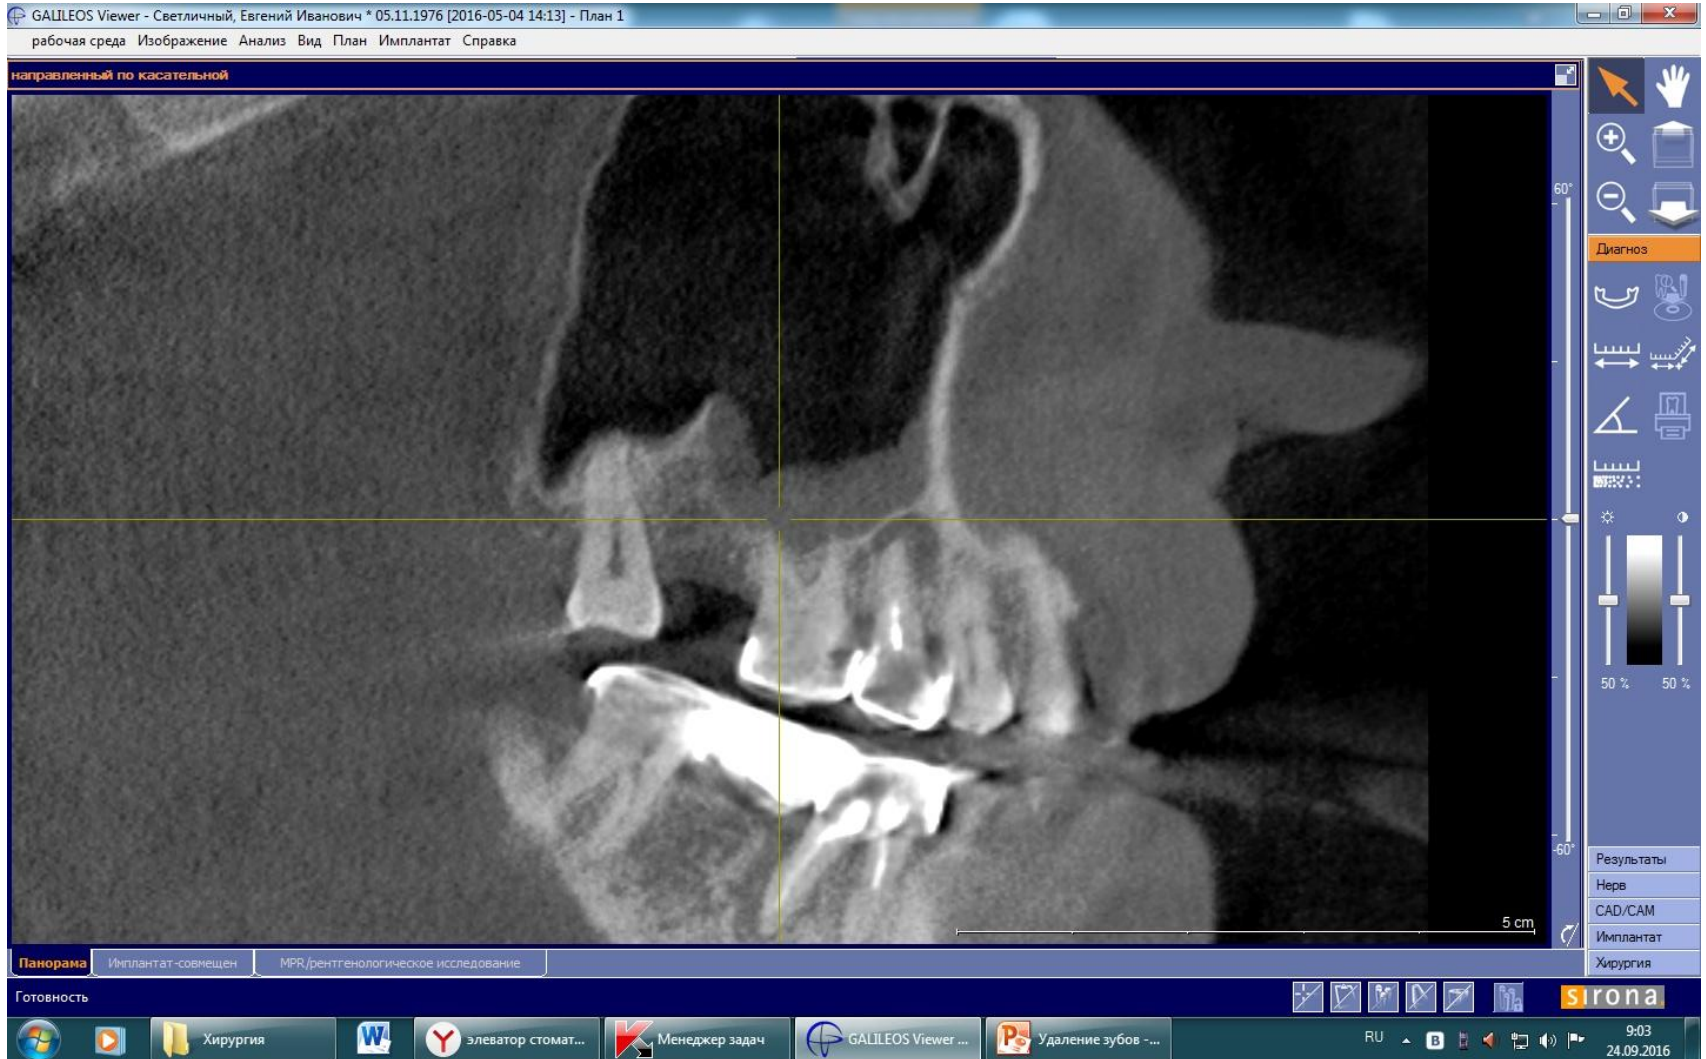 GALILEOS Viewer - Светличный, Евгений Иванович * 05.11.1976 [2016-05-04 14:13] - План 1
рабочая среда Изображение Анализ Вид План Имплантат Справка
направленный по касательной
60°
Диагноз
50 % 50 %
-60°
Результаты
Нерв
CAD/CAM
Имплантат
Хирургия
5 cm
Панорама Имплантат-совмещен MPR/рентгенологическое исследование
Готовность
sirona.
Хирургия
элеватор стомат...
Менеджер задач
GALILEOS Viewer ...
Удаление зубов -...
RU
9:03
24.09.2016